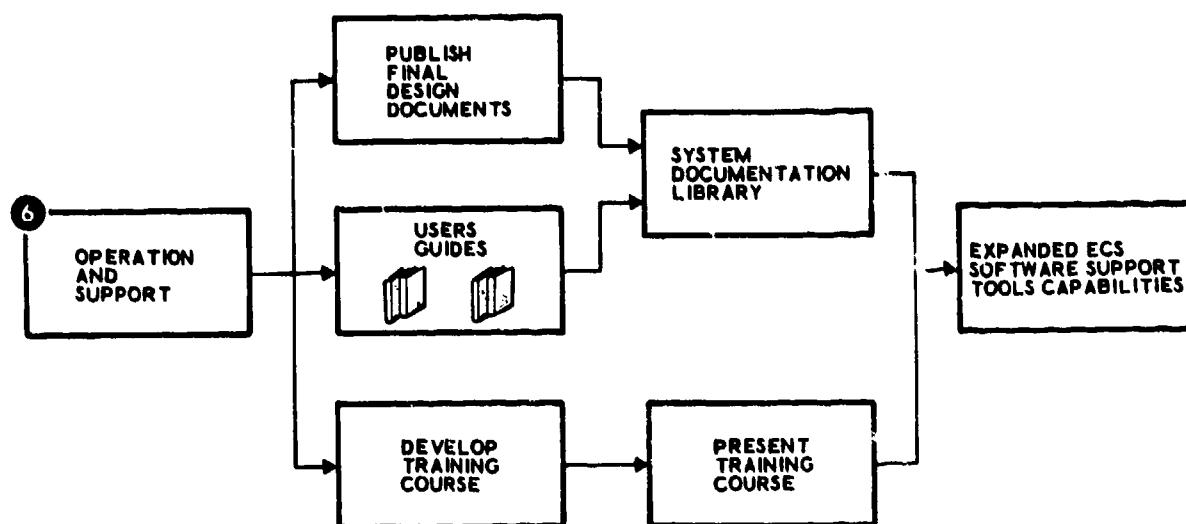 PUBLISH
FINAL
DESIGN
DOCUMENTS
SYSTEM
DOCUMENTATION
LIBRARY
6
OPERATION
AND
SUPPORT
USERS
GUIDES
EXPANDED ECS
SOFTWARE SUPPORT
TOOLS CAPABILITIES
DEVELOP
TRAINING
COURSE
PRESENT
TRAINING
COURSE